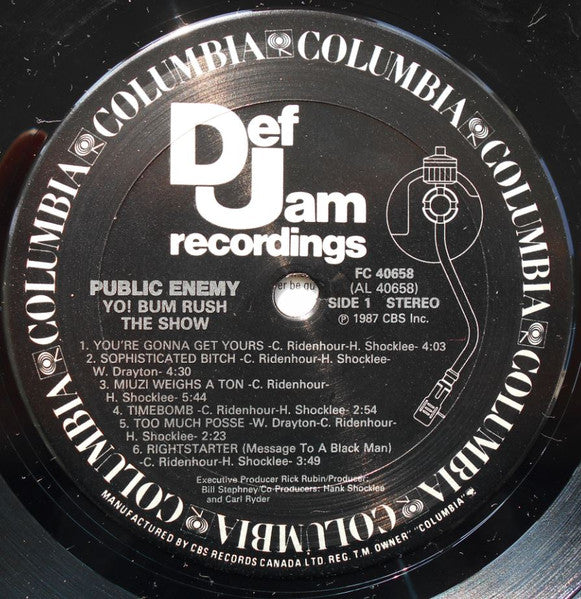 COLUMBIA COLUMBIA COLUMBIA COLUMBIA COLUMBIA COLUMBIA COLUMBIA COLUMBIA
Def
Jam
recordings
PUBLIC ENEMY
YO! BUM RUSH
THE SHOW
FC 40658
(AL 40658)
SIDE 1 STEREO
℗ 1987 CBS Inc.
1. YOU'RE GONNA GET YOURS -C. Ridenhour-H. Shocklee- 4:03
2. SOPHISTICATED BITCH -C. Ridenhour-H. Shocklee-
W. Drayton- 4:30
3. MIUZI WEIGHS A TON -C. Ridenhour-
H. Shocklee- 5:44
4. TIMEBOMB -C. Ridenhour-H. Shocklee- 2:54
5. TOO MUCH POSSE -W. Drayton-C. Ridenhour-
H. Shocklee- 2:23
6. RIGHTSTARTER (Message To A Black Man)
-C. Ridenhour-H. Shocklee- 3:49
Executive Producer Rick Rubin/Producer:
Bill Stephney/Co Producers: Hank Shocklee
and Carl Ryder
MANUFACTURED BY CBS RECORDS CANADA LTD. REG. T.M. OWNER" "COLUMBIA"